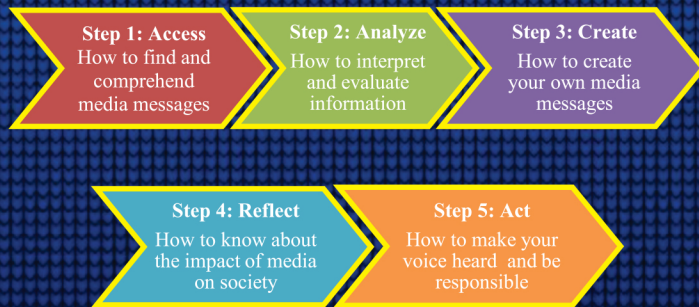 Step 1: Access
How to find and
comprehend
media messages
Step 2: Analyze
How to interpret
and evaluate
information
Step 3: Create
How to create
your own media
messages
Step 4: Reflect
How to know about
the impact of media
on society
Step 5: Act
How to make your
voice heard and be
responsible